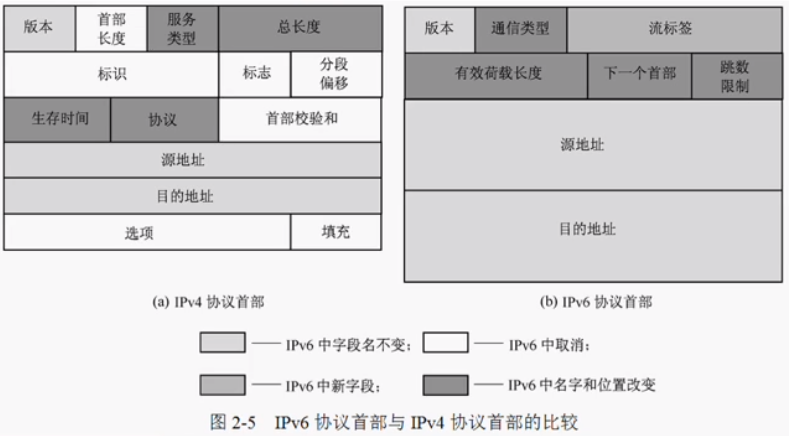 版本 首部长度 服务类型 总长度
标识 标志 分段偏移
生存时间 协议 首部校验和
源地址
目的地址
选项 填充
(a) IPv4 协议首部
版本 通信类型 流标签
有效荷载长度 下一个首部 跳数限制
源地址
目的地址
(b) IPv6 协议首部
IPv6 中字段名不变; IPv6 中取消;
IPv6 中新字段; IPv6 中名字和位置改变
图 2-5 IPv6 协议首部与 IPv4 协议首部的比较